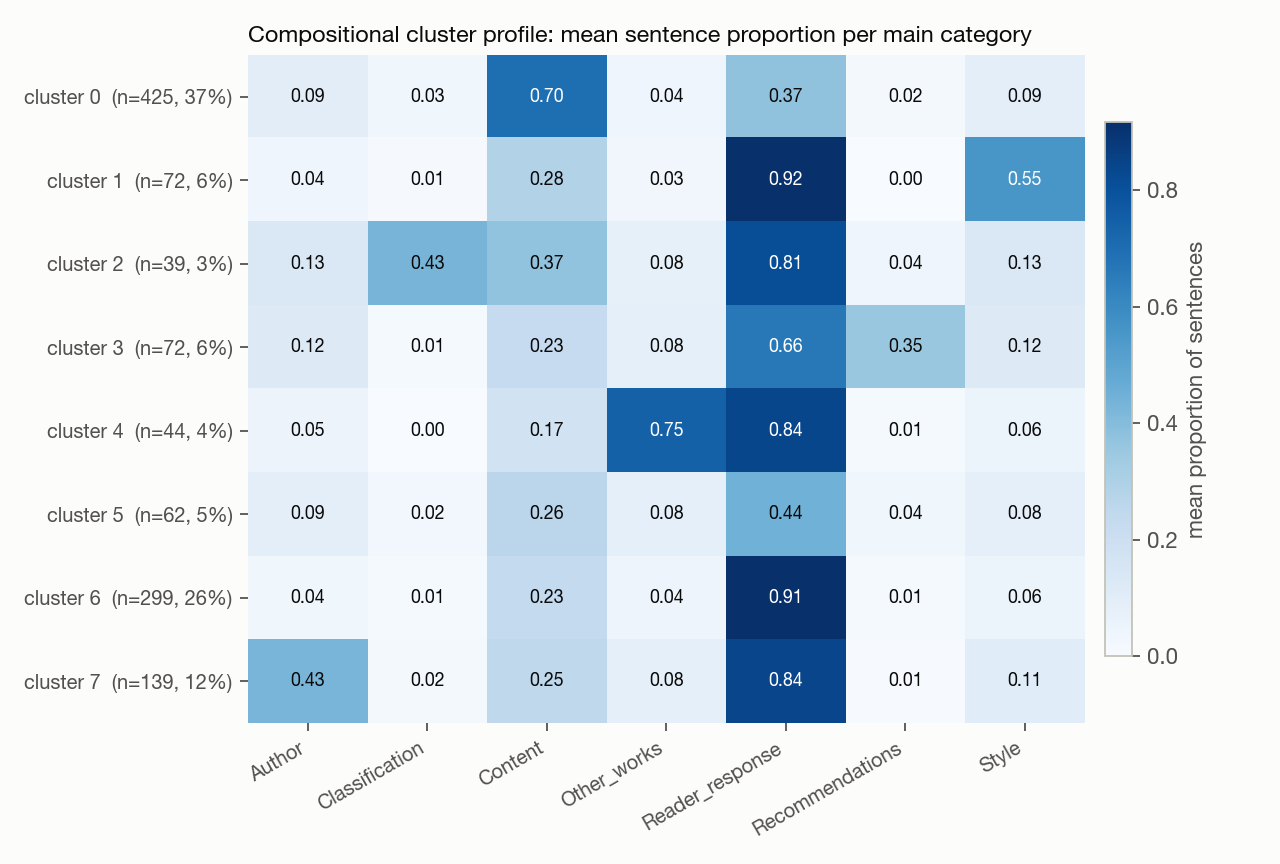 Compositional cluster profile: mean sentence proportion per main category
cluster 0 (n=425, 37%) 0.09 0.03 0.70 0.04 0.37 0.02 0.09
cluster 1 (n=72, 6%) 0.04 0.01 0.28 0.03 0.92 0.00 0.55
cluster 2 (n=39, 3%) 0.13 0.43 0.37 0.08 0.81 0.04 0.13
cluster 3 (n=72, 6%) 0.12 0.01 0.23 0.08 0.66 0.35 0.12
cluster 4 (n=44, 4%) 0.05 0.00 0.17 0.75 0.84 0.01 0.06
cluster 5 (n=62, 5%) 0.09 0.02 0.26 0.08 0.44 0.04 0.08
cluster 6 (n=299, 26%) 0.04 0.01 0.23 0.04 0.91 0.01 0.06
cluster 7 (n=139, 12%) 0.43 0.02 0.25 0.08 0.84 0.01 0.11
Author Classification Content Other_works Reader_response Recommendations Style
0.8
0.6
0.4
0.2
0.0
mean proportion of sentences